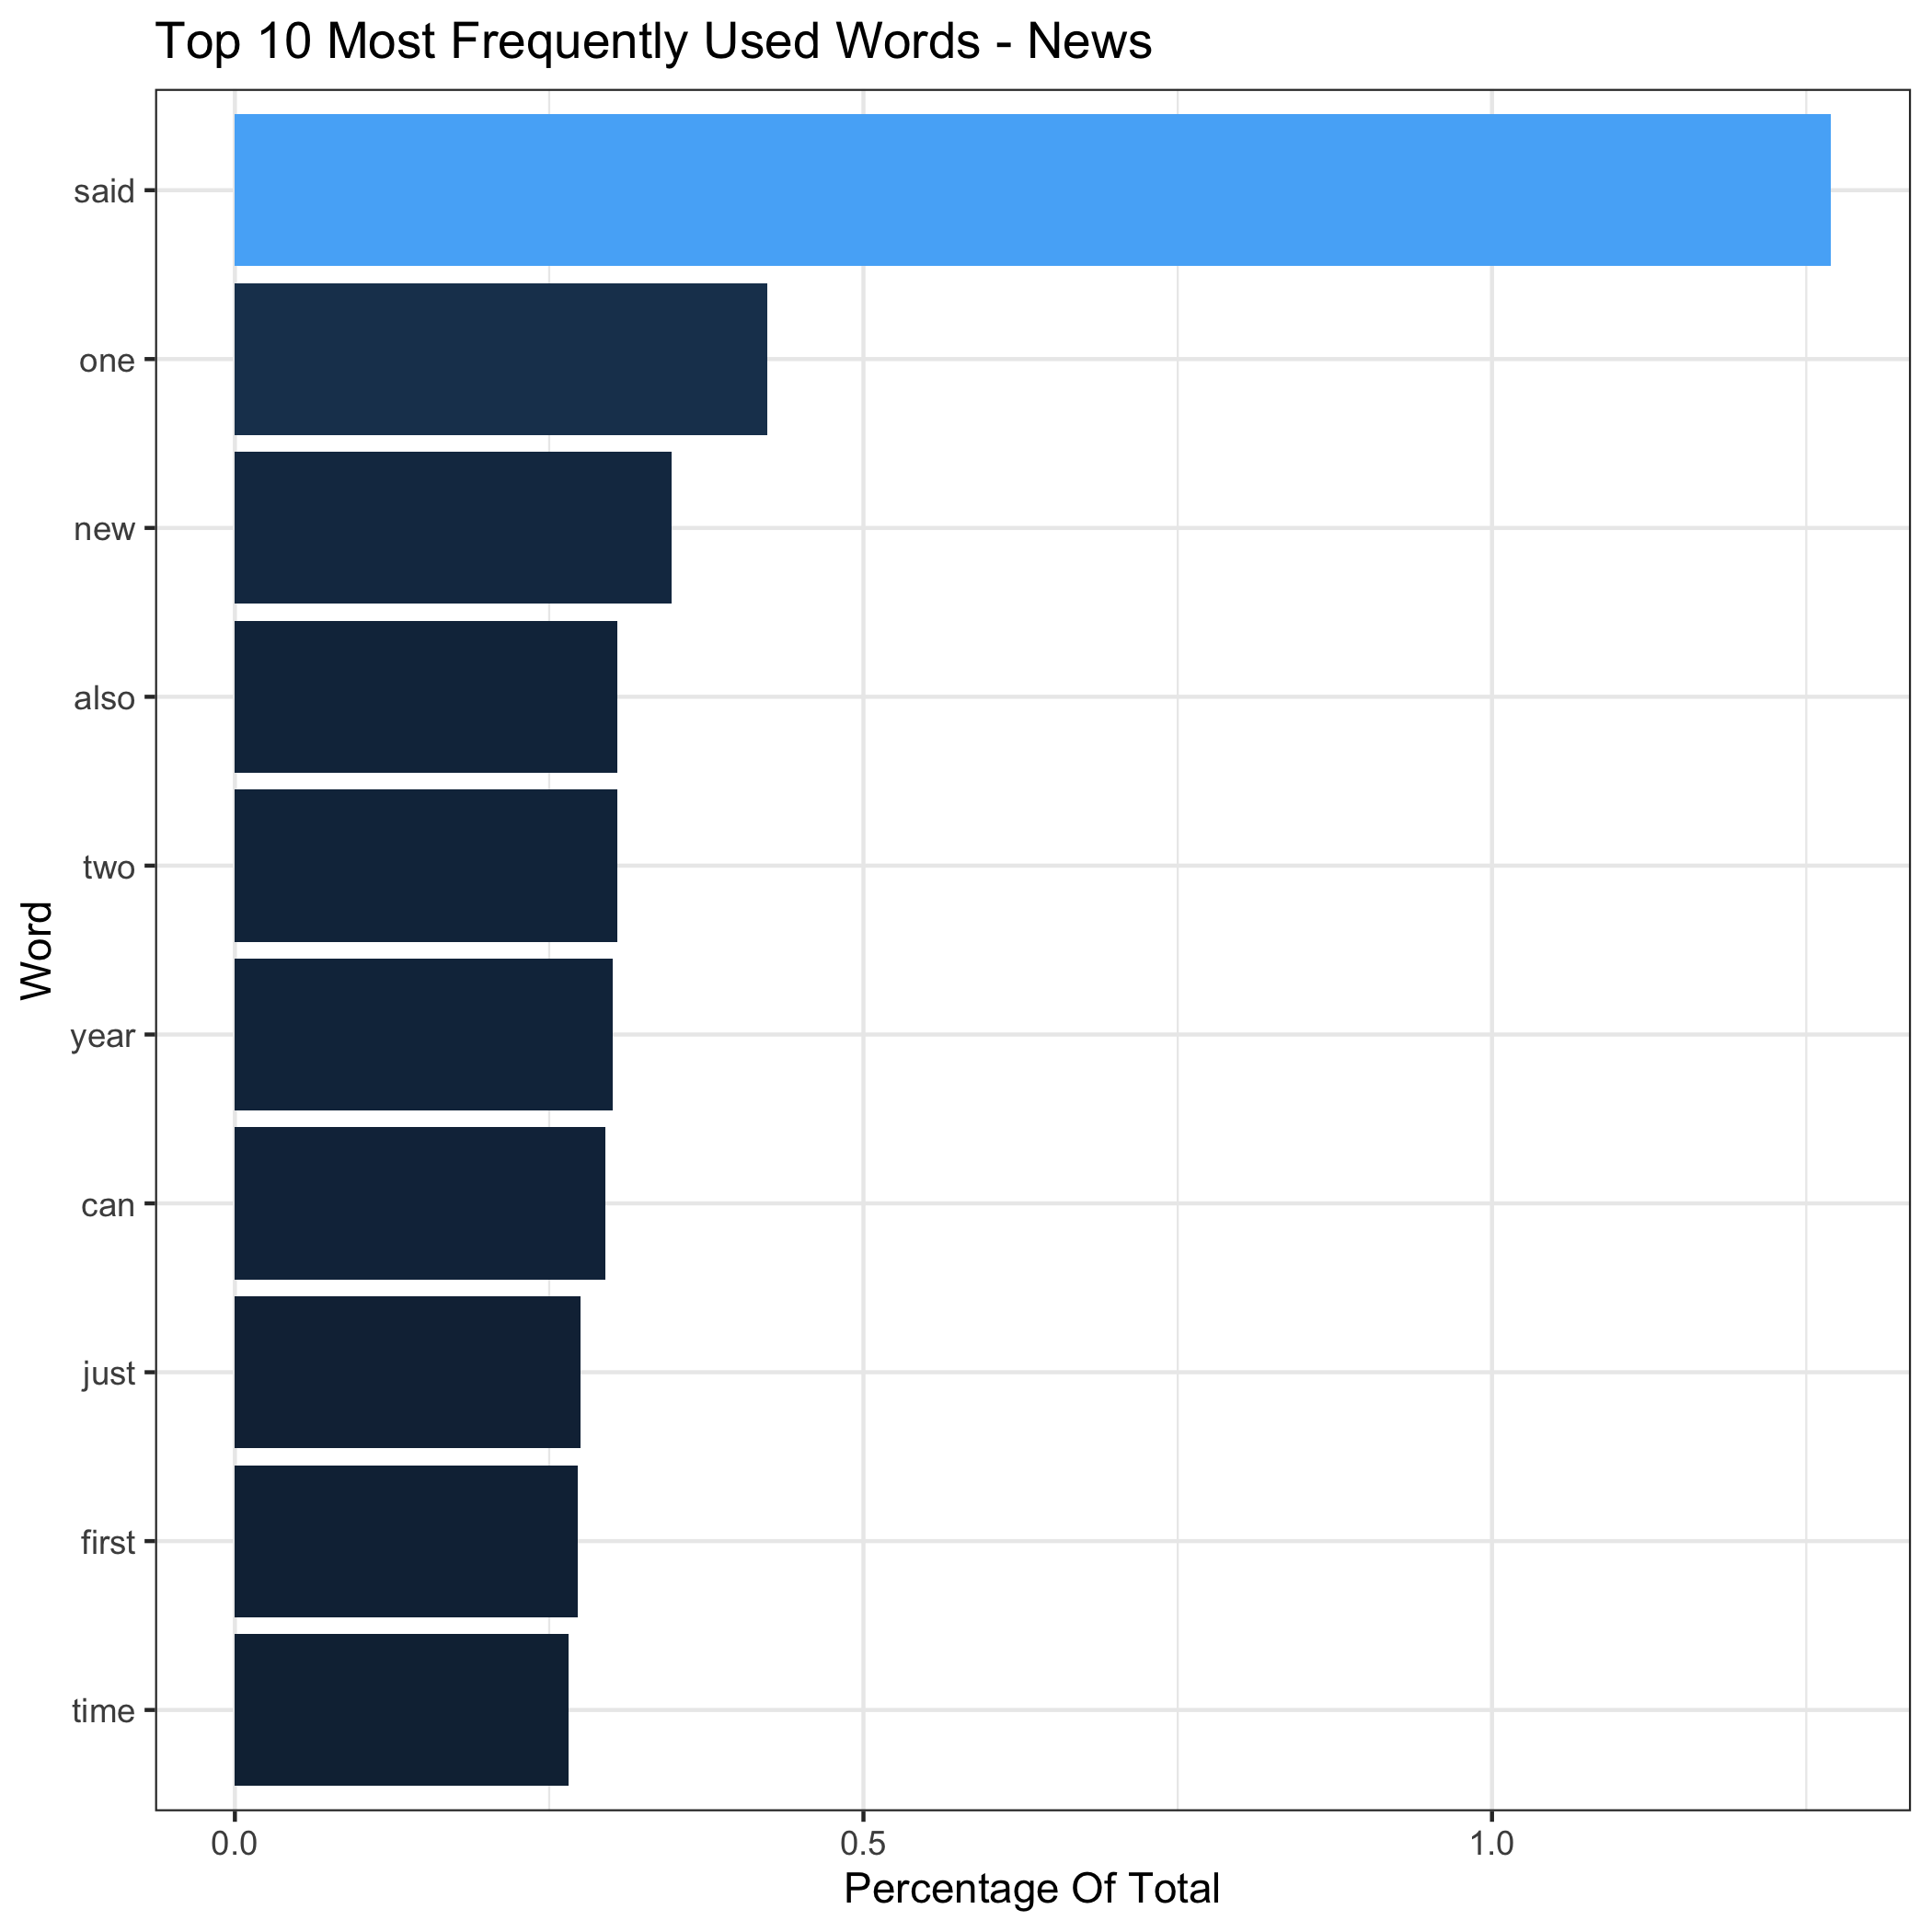 Top 10 Most Frequently Used Words - News
said
one
new
also
two
year
can
just
first
time
Word
0.0 0.5 1.0
Percentage Of Total